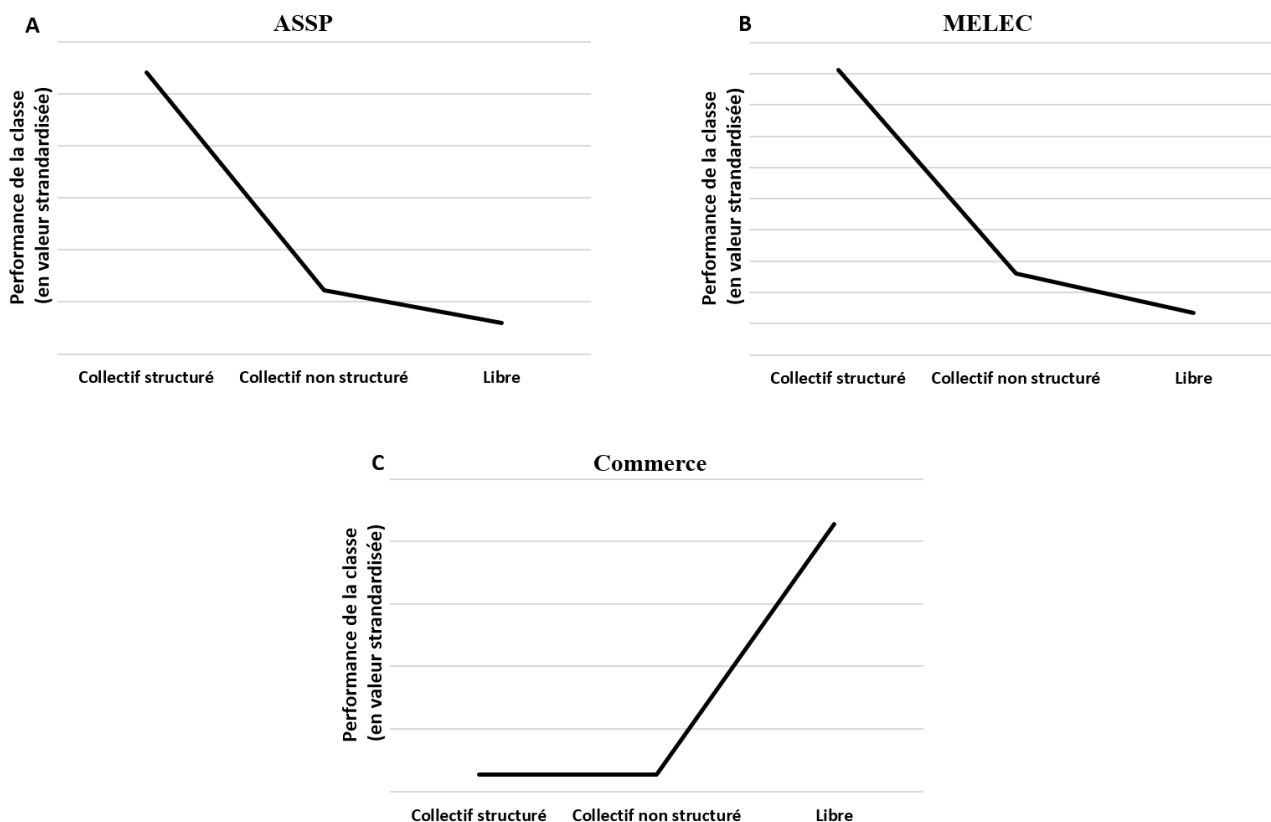 A
ASSP
Performance de la classe
(en valeur strandardisée)
Collectif structuré
Collectif non structuré
Libre
B
MELEC
Performance de la classe
(en valeur strandardisée)
Collectif structuré
Collectif non structuré
Libre
C
Commerce
Performance de la classe
(en valeur strandardisée)
Collectif structuré
Collectif non structuré
Libre